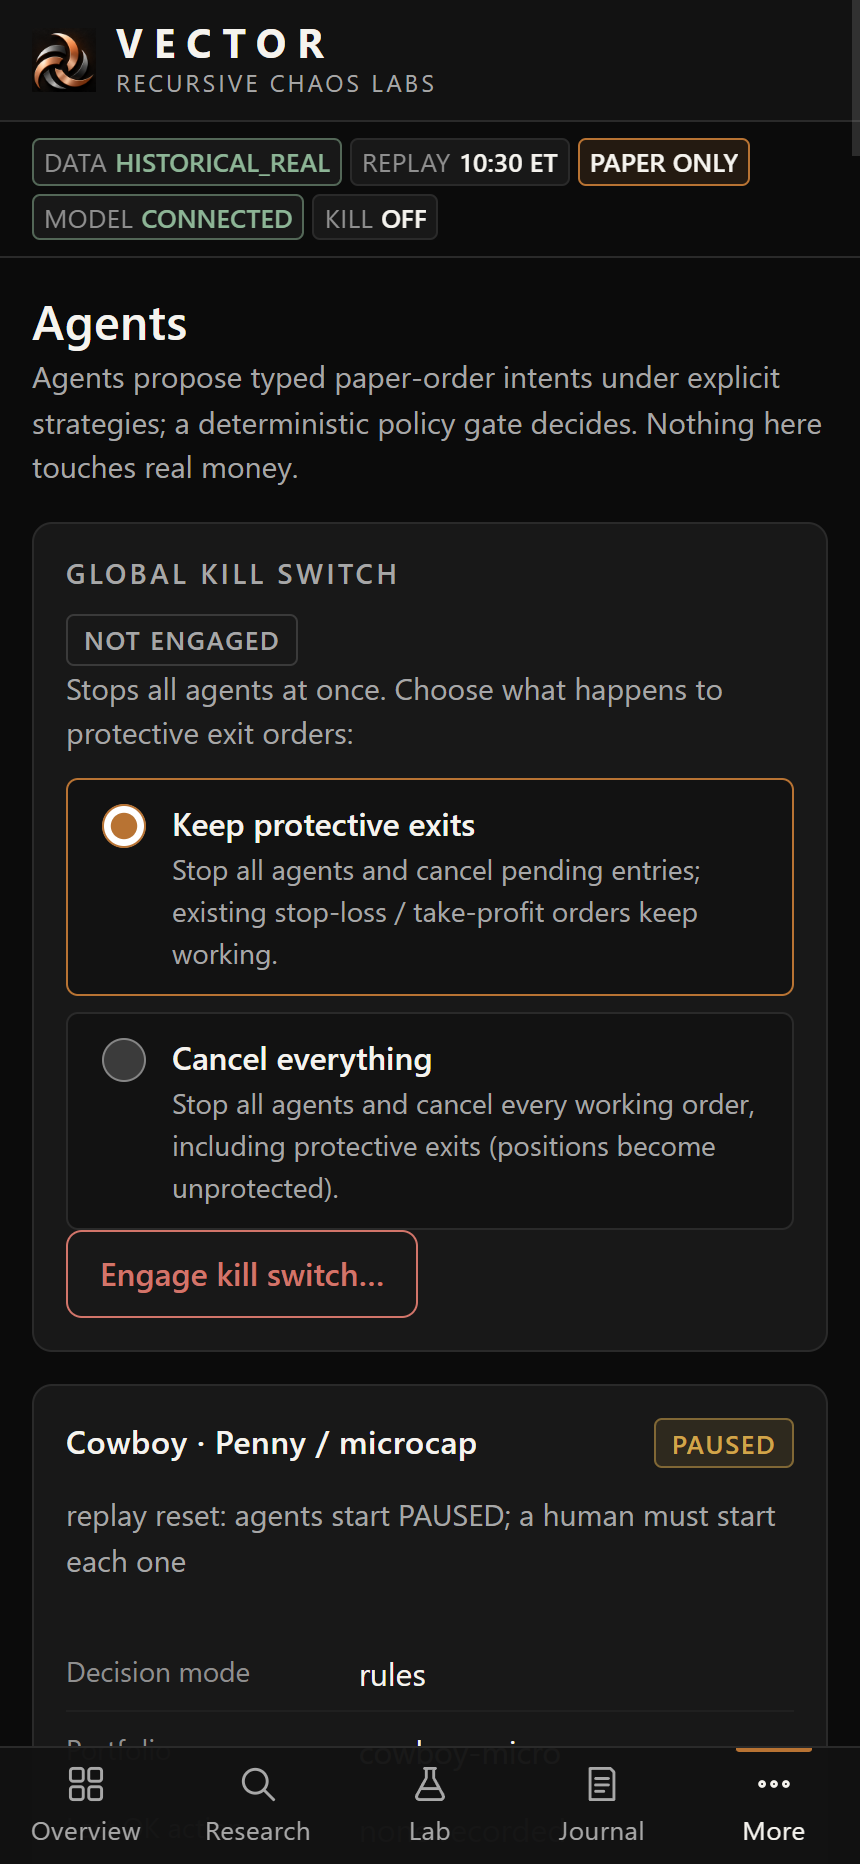 VECTOR
RECURSIVE CHAOS LABS
DATA HISTORICAL_REAL
REPLAY 10:30 ET
PAPER ONLY
MODEL CONNECTED
KILL OFF
Agents
Agents propose typed paper-order intents under explicit
strategies; a deterministic policy gate decides. Nothing here
touches real money.
GLOBAL KILL SWITCH
NOT ENGAGED
Stops all agents at once. Choose what happens to
protective exit orders:
Keep protective exits
Stop all agents and cancel pending entries;
existing stop-loss / take-profit orders keep
working.
Cancel everything
Stop all agents and cancel every working order,
including protective exits (positions become
unprotected).
Engage kill switch...
Cowboy · Penny / microcap
PAUSED
replay reset: agents start PAUSED; a human must start
each one
Decision mode
rules
Portfolio
cowboy-micro
Overview
Research
Lab
Journal
More